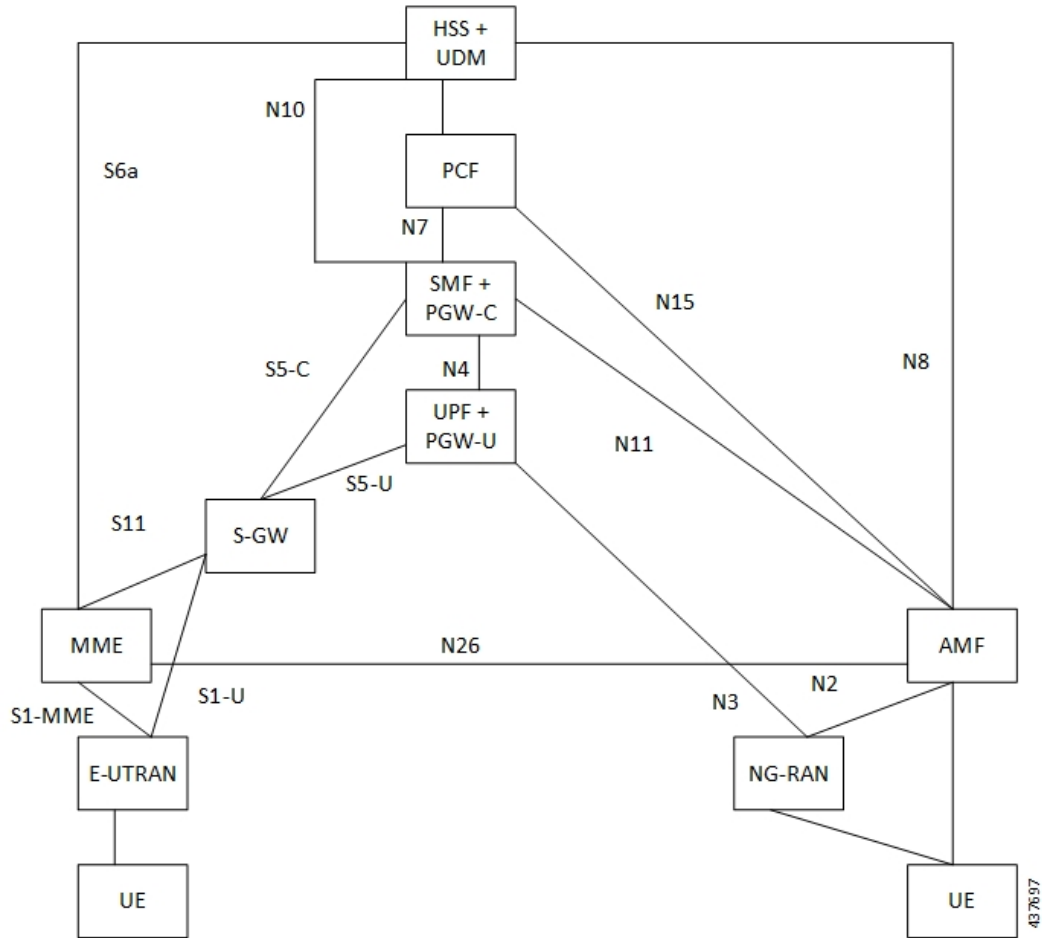 HSS +
UDM
N10
S6a
PCF
N7
SMF +
PGW-C
N15
S5-C
N4
N8
UPF +
PGW-U
N11
S5-U
S11
S-GW
MME
N26
AMF
S1-U
N2
N3
S1-MME
E-UTRAN
NG-RAN
UE
UE
437697